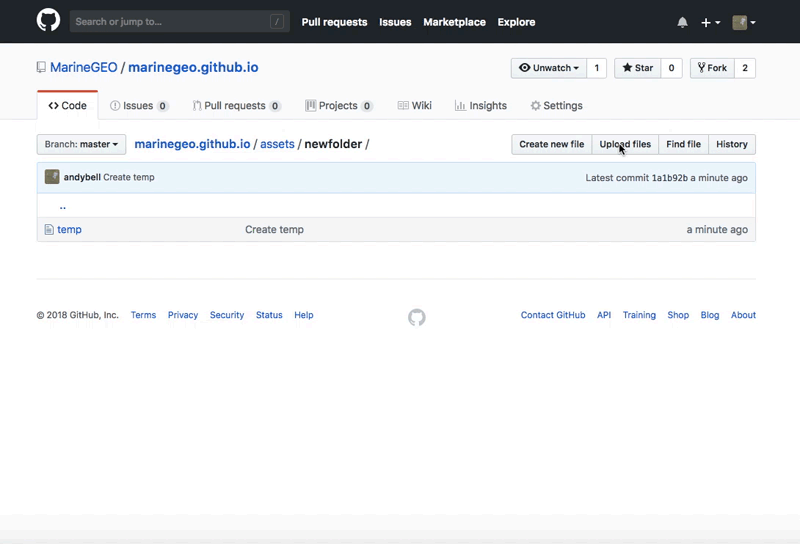 Search or jump to... / Pull requests Issues Marketplace Explore
MarineGEO / marinegeo.github.io Unwatch 1 Star 0 Fork 2
Code Issues 0 Pull requests 0 Projects 0 Wiki Insights Settings
Branch: master marinegeo.github.io / assets / newfolder / Create new file Upload files Find file History
andybell Create temp Latest commit 1a1b92b a minute ago
..
temp Create temp a minute ago
© 2018 GitHub, Inc. Terms Privacy Security Status Help Contact GitHub API Training Shop Blog About